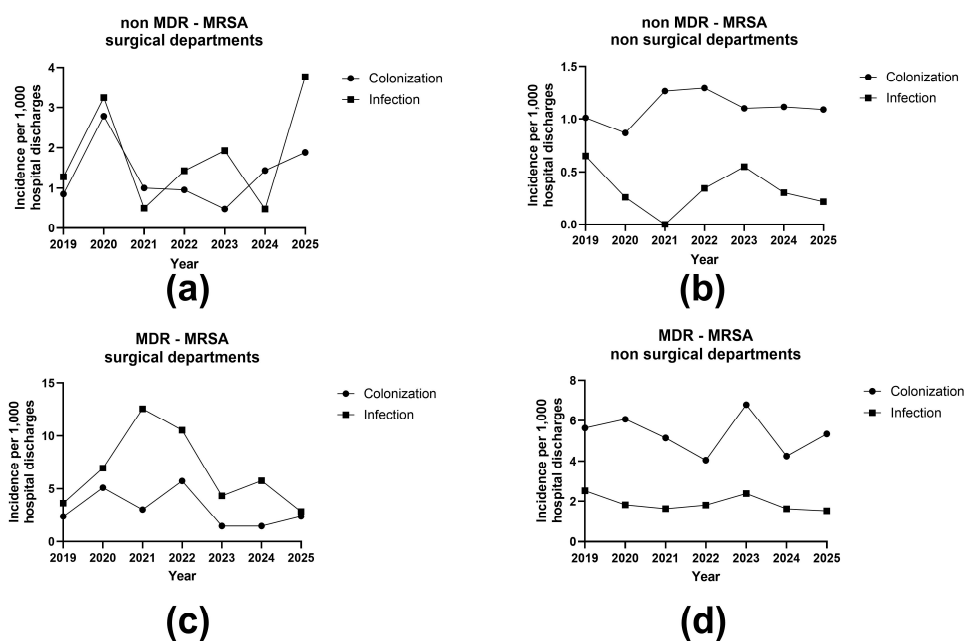 non MDR - MRSA
surgical departments
Incidence per 1,000
hospital discharges
4
3
2
1
0
2019 2020 2021 2022 2023 2024 2025
Year
Colonization
Infection
(a)
non MDR - MRSA
non surgical departments
Incidence per 1,000
hospital discharges
1.5
1.0
0.5
0.0
2019 2020 2021 2022 2023 2024 2025
Year
Colonization
Infection
(b)
MDR - MRSA
surgical departments
Incidence per 1,000
hospital discharges
15
10
5
0
2019 2020 2021 2022 2023 2024 2025
Year
Colonization
Infection
(c)
MDR - MRSA
non surgical departments
Incidence per 1,000
hospital discharges
8
6
4
2
0
2019 2020 2021 2022 2023 2024 2025
Year
Colonization
Infection
(d)